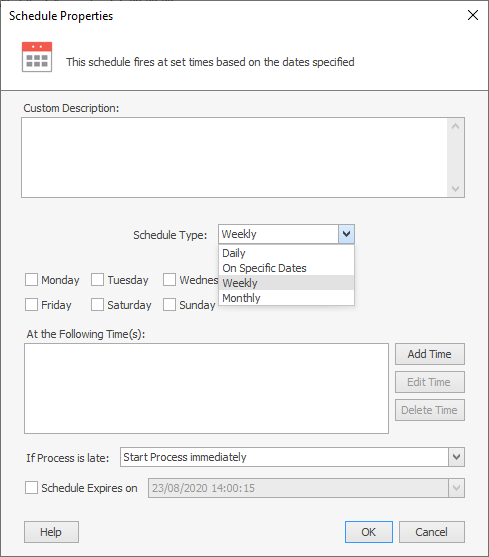 Schedule Properties
This schedule fires at set times based on the dates specified
Custom Description:
Schedule Type: Weekly
Daily
On Specific Dates
Weekly
Monthly
Monday Tuesday
Friday Saturday Sunday
At the Following Time(s):
Add Time
Edit Time
Delete Time
If Process is late: Start Process immediately
Schedule Expires on 23/08/2020 14:00:15
Help OK Cancel